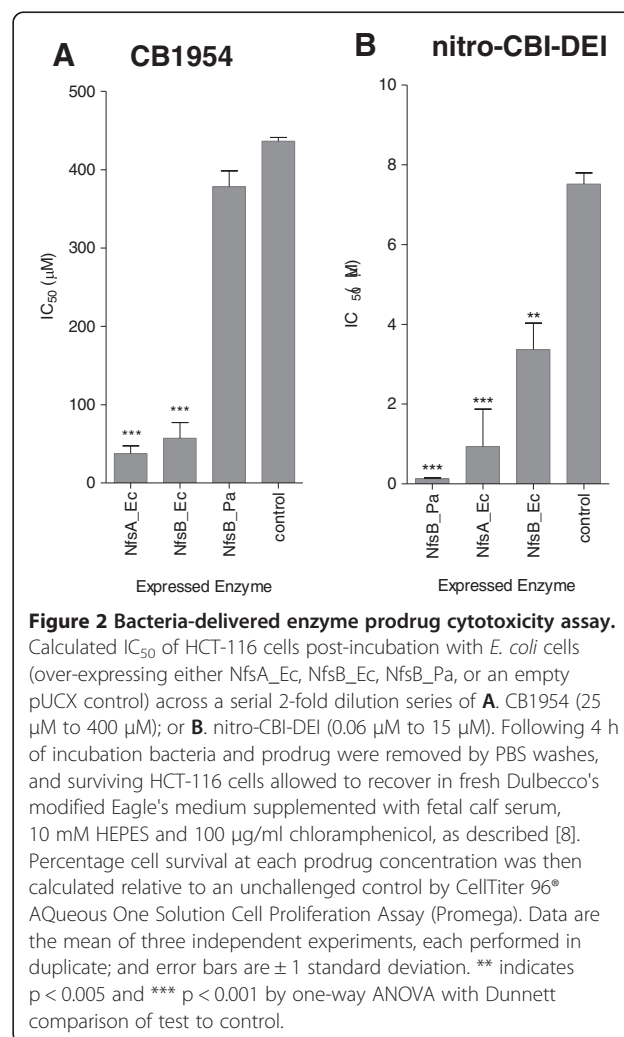 A CB1954
500
400
300
200
100
0
IC50 (μM)
***
***
NfsA_Ec
NfsB_Ec
NfsB_Pa
control
Expressed Enzyme
B nitro-CBI-DEI
10
8
6
4
2
0
IC 50 (μM)
***
***
**
NfsB_Pa
NfsA_Ec
NfsB_Ec
control
Expressed Enzyme
Figure 2 Bacteria-delivered enzyme prodrug cytotoxicity assay.
Calculated IC50 of HCT-116 cells post-incubation with E. coli cells
(over-expressing either NfsA_Ec, NfsB_Ec, NfsB_Pa, or an empty
pUCX control) across a serial 2-fold dilution series of A. CB1954 (25
μM to 400 μM); or B. nitro-CBI-DEI (0.06 μM to 15 μM). Following 4 h
of incubation bacteria and prodrug were removed by PBS washes,
and surviving HCT-116 cells allowed to recover in fresh Dulbecco's
modified Eagle's medium supplemented with fetal calf serum,
10 mM HEPES and 100 μg/ml chloramphenicol, as described [8].
Percentage cell survival at each prodrug concentration was then
calculated relative to an unchallenged control by CellTiter 96®
AQueous One Solution Cell Proliferation Assay (Promega). Data are
the mean of three independent experiments, each performed in
duplicate; and error bars are ± 1 standard deviation. ** indicates
p < 0.005 and *** p < 0.001 by one-way ANOVA with Dunnett
comparison of test to control.